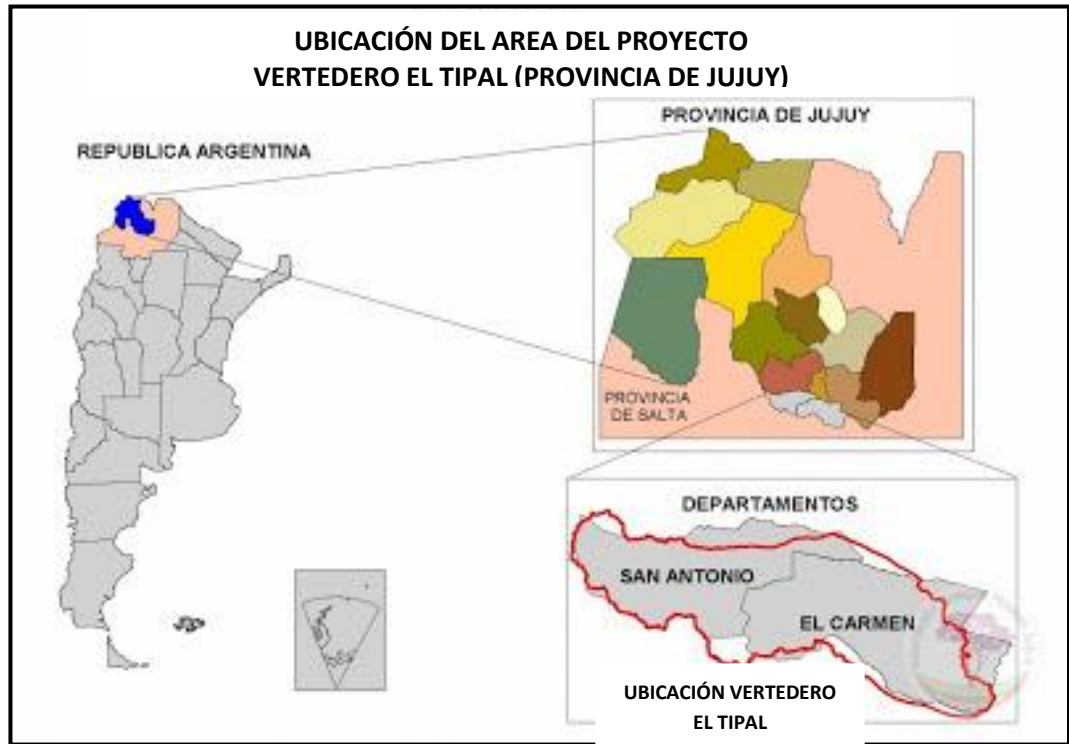 UBICACIÓN DEL AREA DEL PROYECTO
VERTEDERO EL TIPAL (PROVINCIA DE JUJUY)
REPUBLICA ARGENTINA
PROVINCIA DE JUJUY
PROVINCIA
DE SALTA
DEPARTAMENTOS
SAN ANTONIO
EL CARMEN
UBICACIÓN VERTEDERO
EL TIPAL